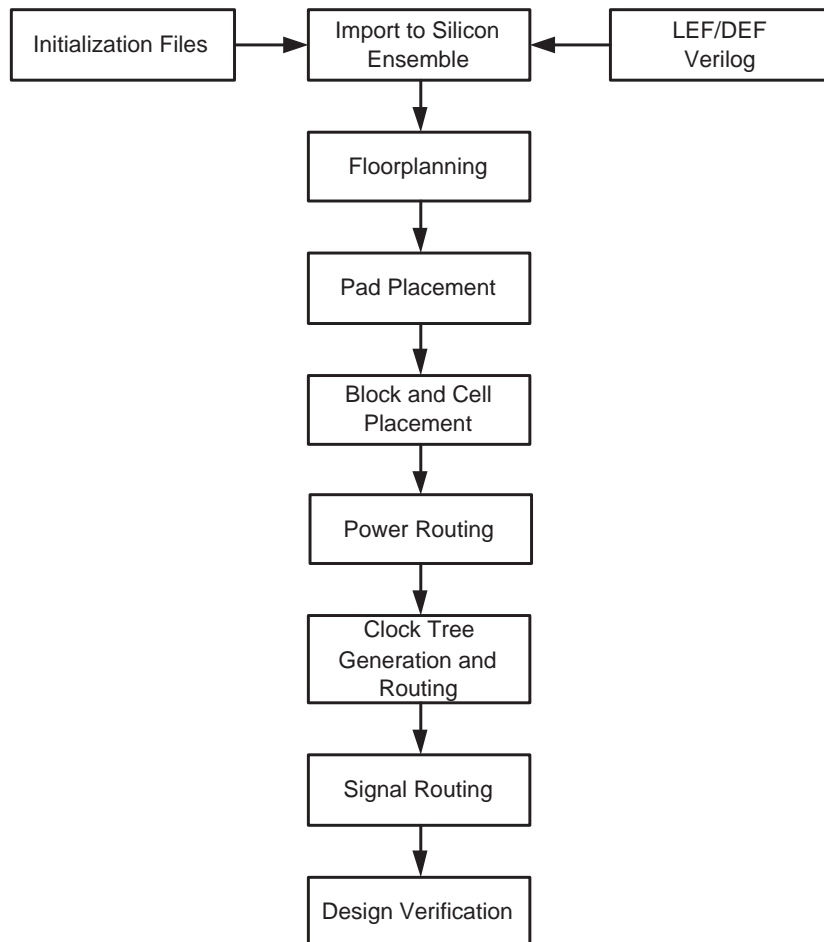 Initialization Files
Import to Silicon
Ensemble
LEF/DEF
Verilog
Floorplanning
Pad Placement
Block and Cell
Placement
Power Routing
Clock Tree
Generation and
Routing
Signal Routing
Design Verification